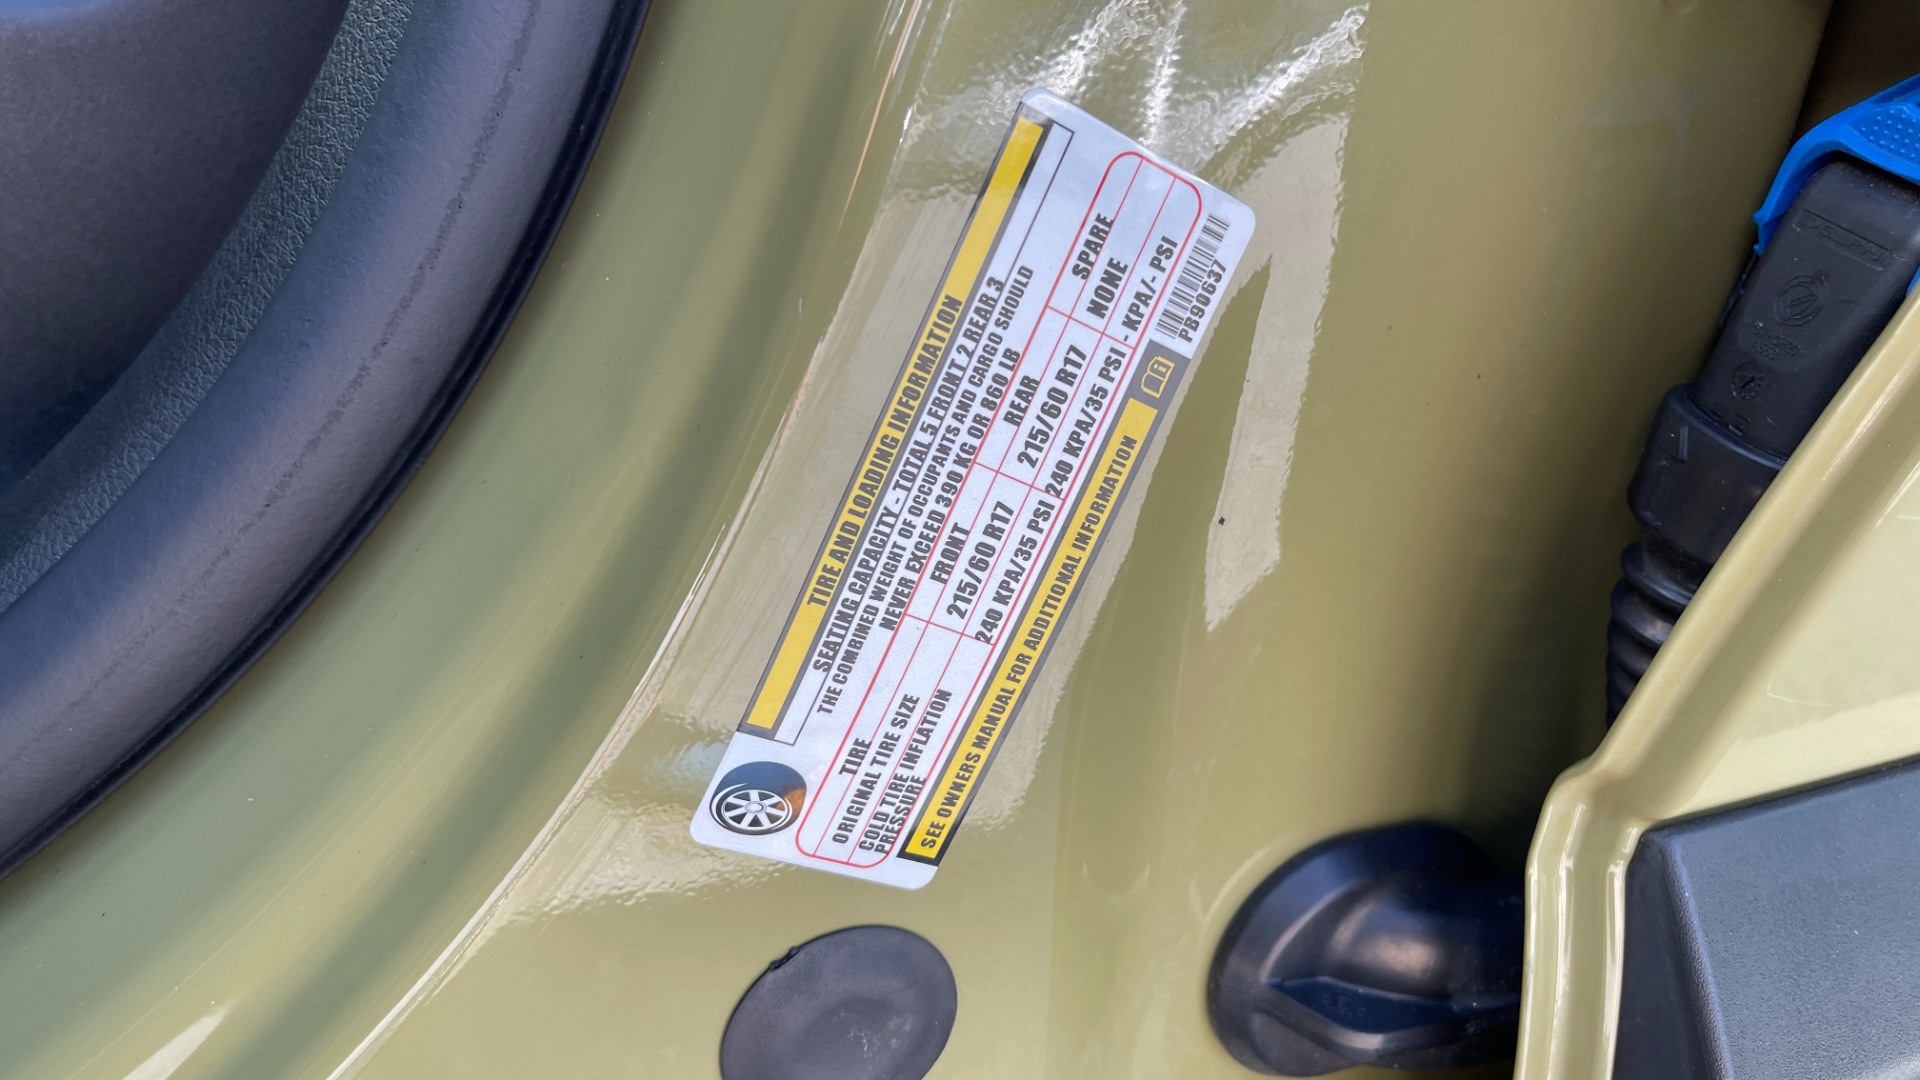 TIRE AND LOADING INFORMATION
SEATING CAPACITY - TOTAL 5 FRONT 2 REAR 3
THE COMBINED WEIGHT OF OCCUPANTS AND CARGO SHOULD
NEVER EXCEED 390 KG OR 860 LB
TIRE FRONT REAR SPARE
ORIGINAL TIRE SIZE 215/60 R17 215/60 R17 NONE
COLD TIRE INFLATION
PRESSURE 240 KPA/35 PSI 240 KPA/35 PSI - KPA/- PSI
SEE OWNERS MANUAL FOR ADDITIONAL INFORMATION
PB90637